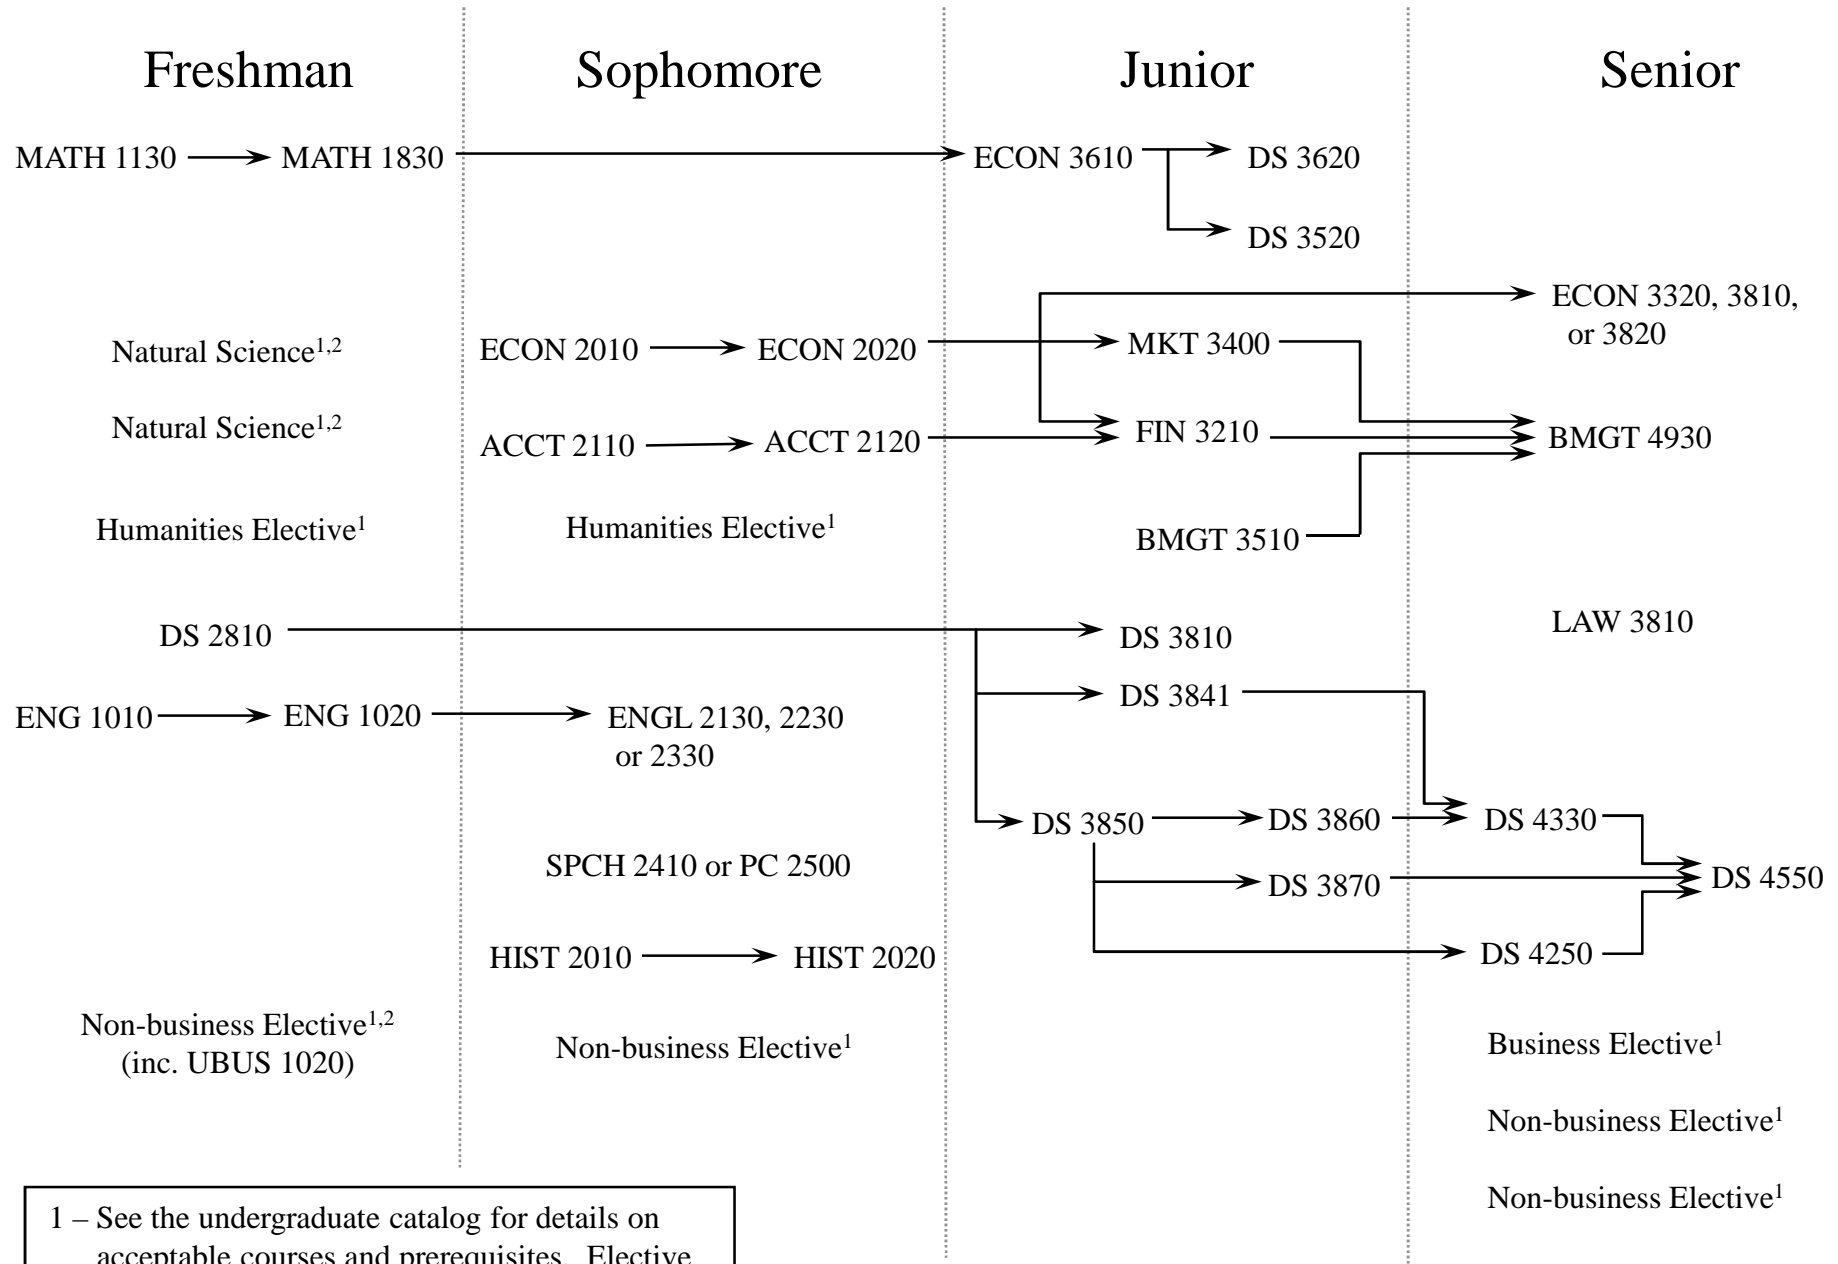 Freshman
Sophomore
Junior
Senior
MATH 1130
MATH 1830
ECON 3610
DS 3620
DS 3520
ECON 3320, 3810,
or 3820
Natural Science1,2
ECON 2010
ECON 2020
MKT 3400
Natural Science1,2
ACCT 2110
ACCT 2120
FIN 3210
BMGT 4930
Humanities Elective1
Humanities Elective1
BMGT 3510
DS 2810
DS 3810
LAW 3810
DS 3841
ENG 1010
ENG 1020
ENGL 2130, 2230
or 2330
DS 3850
DS 3860
DS 4330
SPCH 2410 or PC 2500
DS 3870
DS 4550
HIST 2010
HIST 2020
DS 4250
Non-business Elective1,2
(inc. UBUS 1020)
Non-business Elective1
Business Elective1
Non-business Elective1
Non-business Elective1
1 – See the undergraduate catalog for details on
acceptable courses and prerequisites. Elective